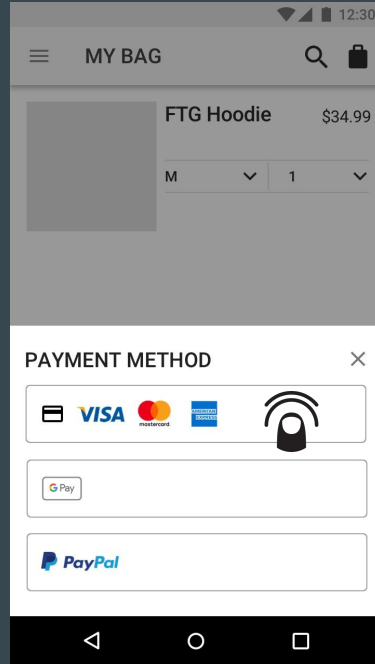 12:30
MY BAG
FTG Hoodie $34.99
M 1
PAYMENT METHOD
VISA mastercard AMERICAN EXPRESS
G Pay
PayPal